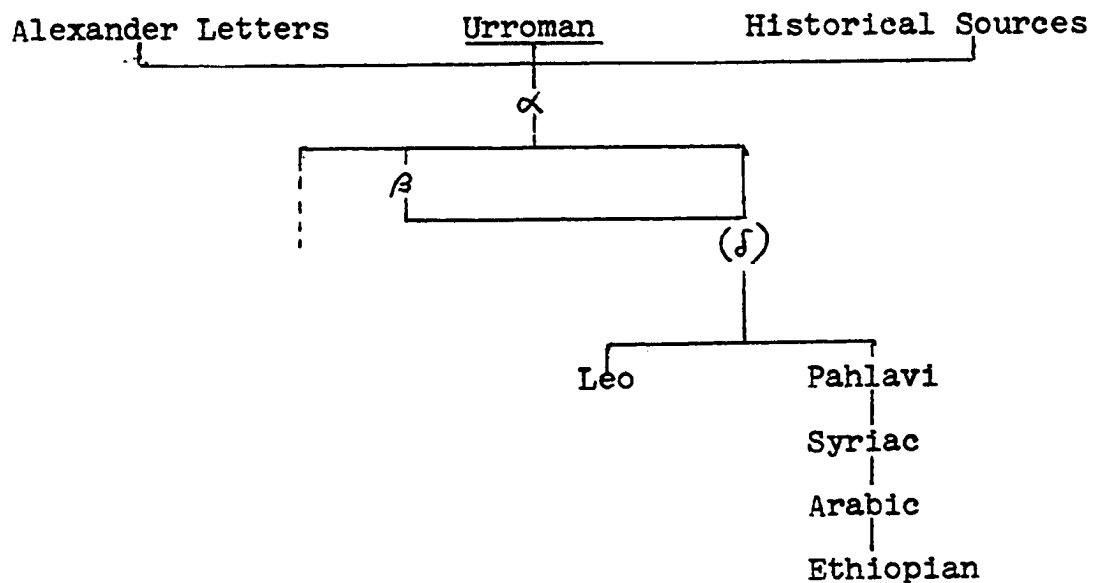 Alexander Letters Urroman Historical Sources
α
β
(δ)
Leo Pahlavi
Syriac
Arabic
Ethiopian